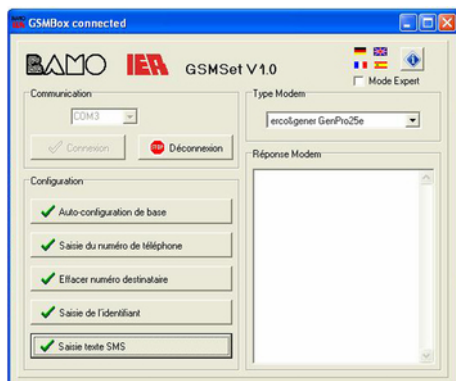 GSMBox connected
BAMO IER GSMSet V1.0
Mode Expert
Communication
COM3
Connexion
STOP Déconnexion
Type Modem
erco&gener GenPro25e
Configuration
Auto-configuration de base
Saisie du numéro de téléphone
Effacer numéro destinataire
Saisie de l'identifiant
Saisie texte SMS
Réponse Modem